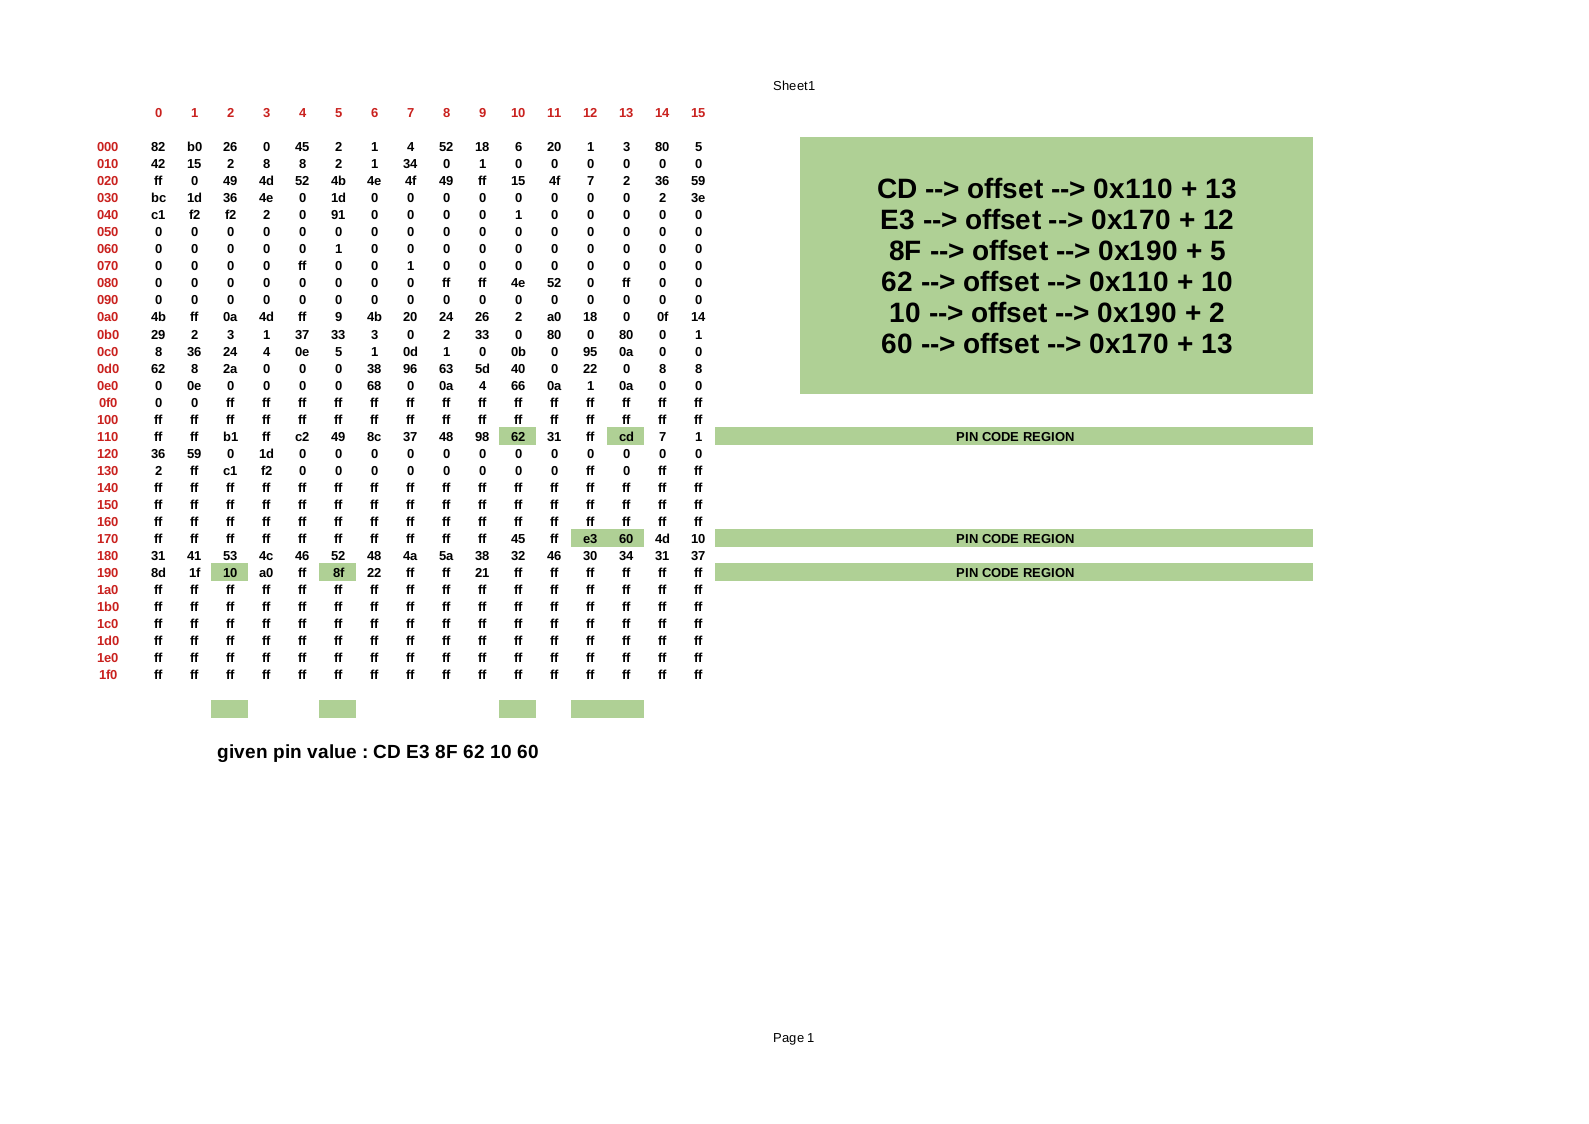 Sheet1
0 1 2 3 4 5 6 7 8 9 10 11 12 13 14 15
000 82 b0 26 0 45 2 1 4 52 18 6 20 1 3 80 5
010 42 15 2 8 8 2 1 34 0 1 0 0 0 0 0 0
020 ff 0 49 4d 52 4b 4e 4f 49 ff 15 4f 7 2 36 59
030 bc 1d 36 4e 0 1d 0 0 0 0 0 0 0 0 2 3e
040 c1 f2 f2 2 0 91 0 0 0 0 1 0 0 0 0 0
050 0 0 0 0 0 0 0 0 0 0 0 0 0 0 0 0
060 0 0 0 0 0 1 0 0 0 0 0 0 0 0 0 0
070 0 0 0 0 ff 0 0 1 0 0 0 0 0 0 0 0
080 0 0 0 0 0 0 0 0 ff ff 4e 52 0 ff 0 0
090 0 0 0 0 0 0 0 0 0 0 0 0 0 0 0 0
0a0 4b ff 0a 4d ff 9 4b 20 24 26 2 a0 18 0 0f 14
0b0 29 2 3 1 37 33 3 0 2 33 0 80 0 80 0 1
0c0 8 36 24 4 0e 5 1 0d 1 0 0b 0 95 0a 0 0
0d0 62 8 2a 0 0 0 38 96 63 5d 40 0 22 0 8 8
0e0 0 0e 0 0 0 0 68 0 0a 4 66 0a 1 0a 0 0
0f0 0 0 ff ff ff ff ff ff ff ff ff ff ff ff ff ff
100 ff ff ff ff ff ff ff ff ff ff ff ff ff ff ff ff
110 ff ff b1 ff c2 49 8c 37 48 98 62 31 ff cd 7 1 PIN CODE REGION
120 36 59 0 1d 0 0 0 0 0 0 0 0 0 0 0 0
130 2 ff c1 f2 0 0 0 0 0 0 0 0 ff 0 ff ff
140 ff ff ff ff ff ff ff ff ff ff ff ff ff ff ff ff
150 ff ff ff ff ff ff ff ff ff ff ff ff ff ff ff ff
160 ff ff ff ff ff ff ff ff ff ff ff ff ff ff ff ff
170 ff ff ff ff ff ff ff ff ff ff 45 ff e3 60 4d 10 PIN CODE REGION
180 31 41 53 4c 46 52 48 4a 5a 38 32 46 30 34 31 37
190 8d 1f 10 a0 ff 8f 22 ff ff 21 ff ff ff ff ff ff PIN CODE REGION
1a0 ff ff ff ff ff ff ff ff ff ff ff ff ff ff ff ff
1b0 ff ff ff ff ff ff ff ff ff ff ff ff ff ff ff ff
1c0 ff ff ff ff ff ff ff ff ff ff ff ff ff ff ff ff
1d0 ff ff ff ff ff ff ff ff ff ff ff ff ff ff ff ff
1e0 ff ff ff ff ff ff ff ff ff ff ff ff ff ff ff ff
1f0 ff ff ff ff ff ff ff ff ff ff ff ff ff ff ff ff
CD --> offset --> 0x110 + 13
E3 --> offset --> 0x170 + 12
8F --> offset --> 0x190 + 5
62 --> offset --> 0x110 + 10
10 --> offset --> 0x190 + 2
60 --> offset --> 0x170 + 13
given pin value : CD E3 8F 62 10 60
Page 1